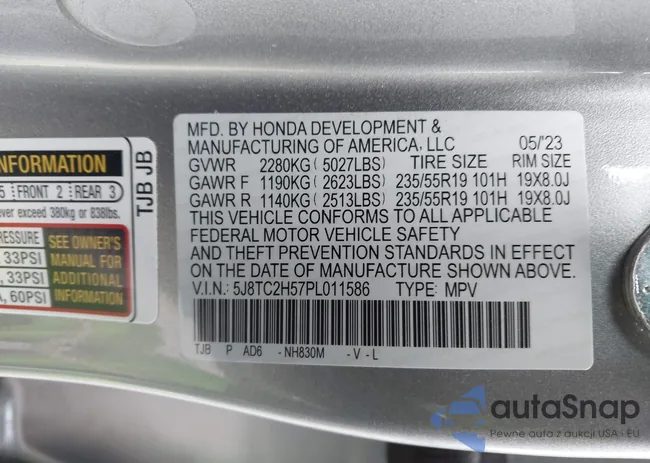 INFORMATION
5 FRONT 2 REAR 3
ever exceed 380kg or 838lbs.
PRESSURE
33PSI
33PSI
A, 60PSI
SEE OWNER'S
MANUAL FOR
ADDITIONAL
INFORMATION
TJB JB
MFD. BY HONDA DEVELOPMENT &
MANUFACTURING OF AMERICA, LLC 05/'23
GVWR 2280KG ( 5027LBS) TIRE SIZE RIM SIZE
GAWR F 1190KG ( 2623LBS) 235/55R19 101H 19X8.0J
GAWR R 1140KG ( 2513LBS) 235/55R19 101H 19X8.0J
THIS VEHICLE CONFORMS TO ALL APPLICABLE
FEDERAL MOTOR VEHICLE SAFETY
AND THEFT PREVENTION STANDARDS IN EFFECT
ON THE DATE OF MANUFACTURE SHOWN ABOVE.
V.I.N.: 5J8TC2H57PL011586 TYPE: MPV
TJB P AD6 -NH830M -V-L
autaSnap
Pewne auta z aukcji USA i EU